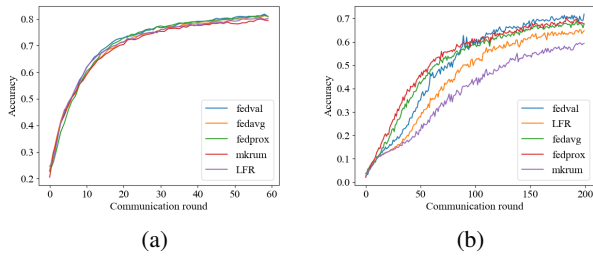 0.8
0.7
0.6
0.5
0.4
0.3
0.2
Accuracy
fedval
fedavg
fedprox
mkrum
LFR
0 10 20 30 40 50 60
Communication round
(a)
0.7
0.6
0.5
0.4
0.3
0.2
0.1
0.0
Accuracy
fedval
LFR
fedavg
fedprox
mkrum
0 50 100 150 200
Communication round
(b)